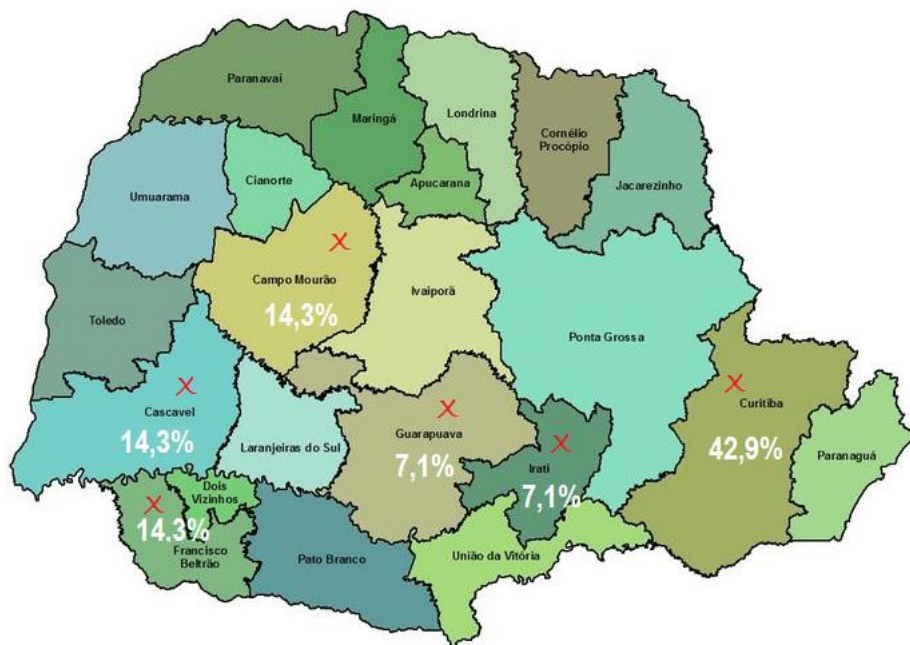 Paranavaí
Maringá
Londrina
Cornélio
Procópio
Jacarezinho
Umuarama
Cianorte
Apucarana
X
Campo Mourão
14,3%
Ivaiporã
Toledo
Ponta Grossa
X
Cascavel
14,3%
X
Guarapuava
7,1%
X
Curitiba
42,9%
Laranjeiras do Sul
X
Irati
7,1%
Paranaguá
Dois
Vizinhos
X
14,3%
Francisco
Beltrão
Pato Branco
União da Vitória